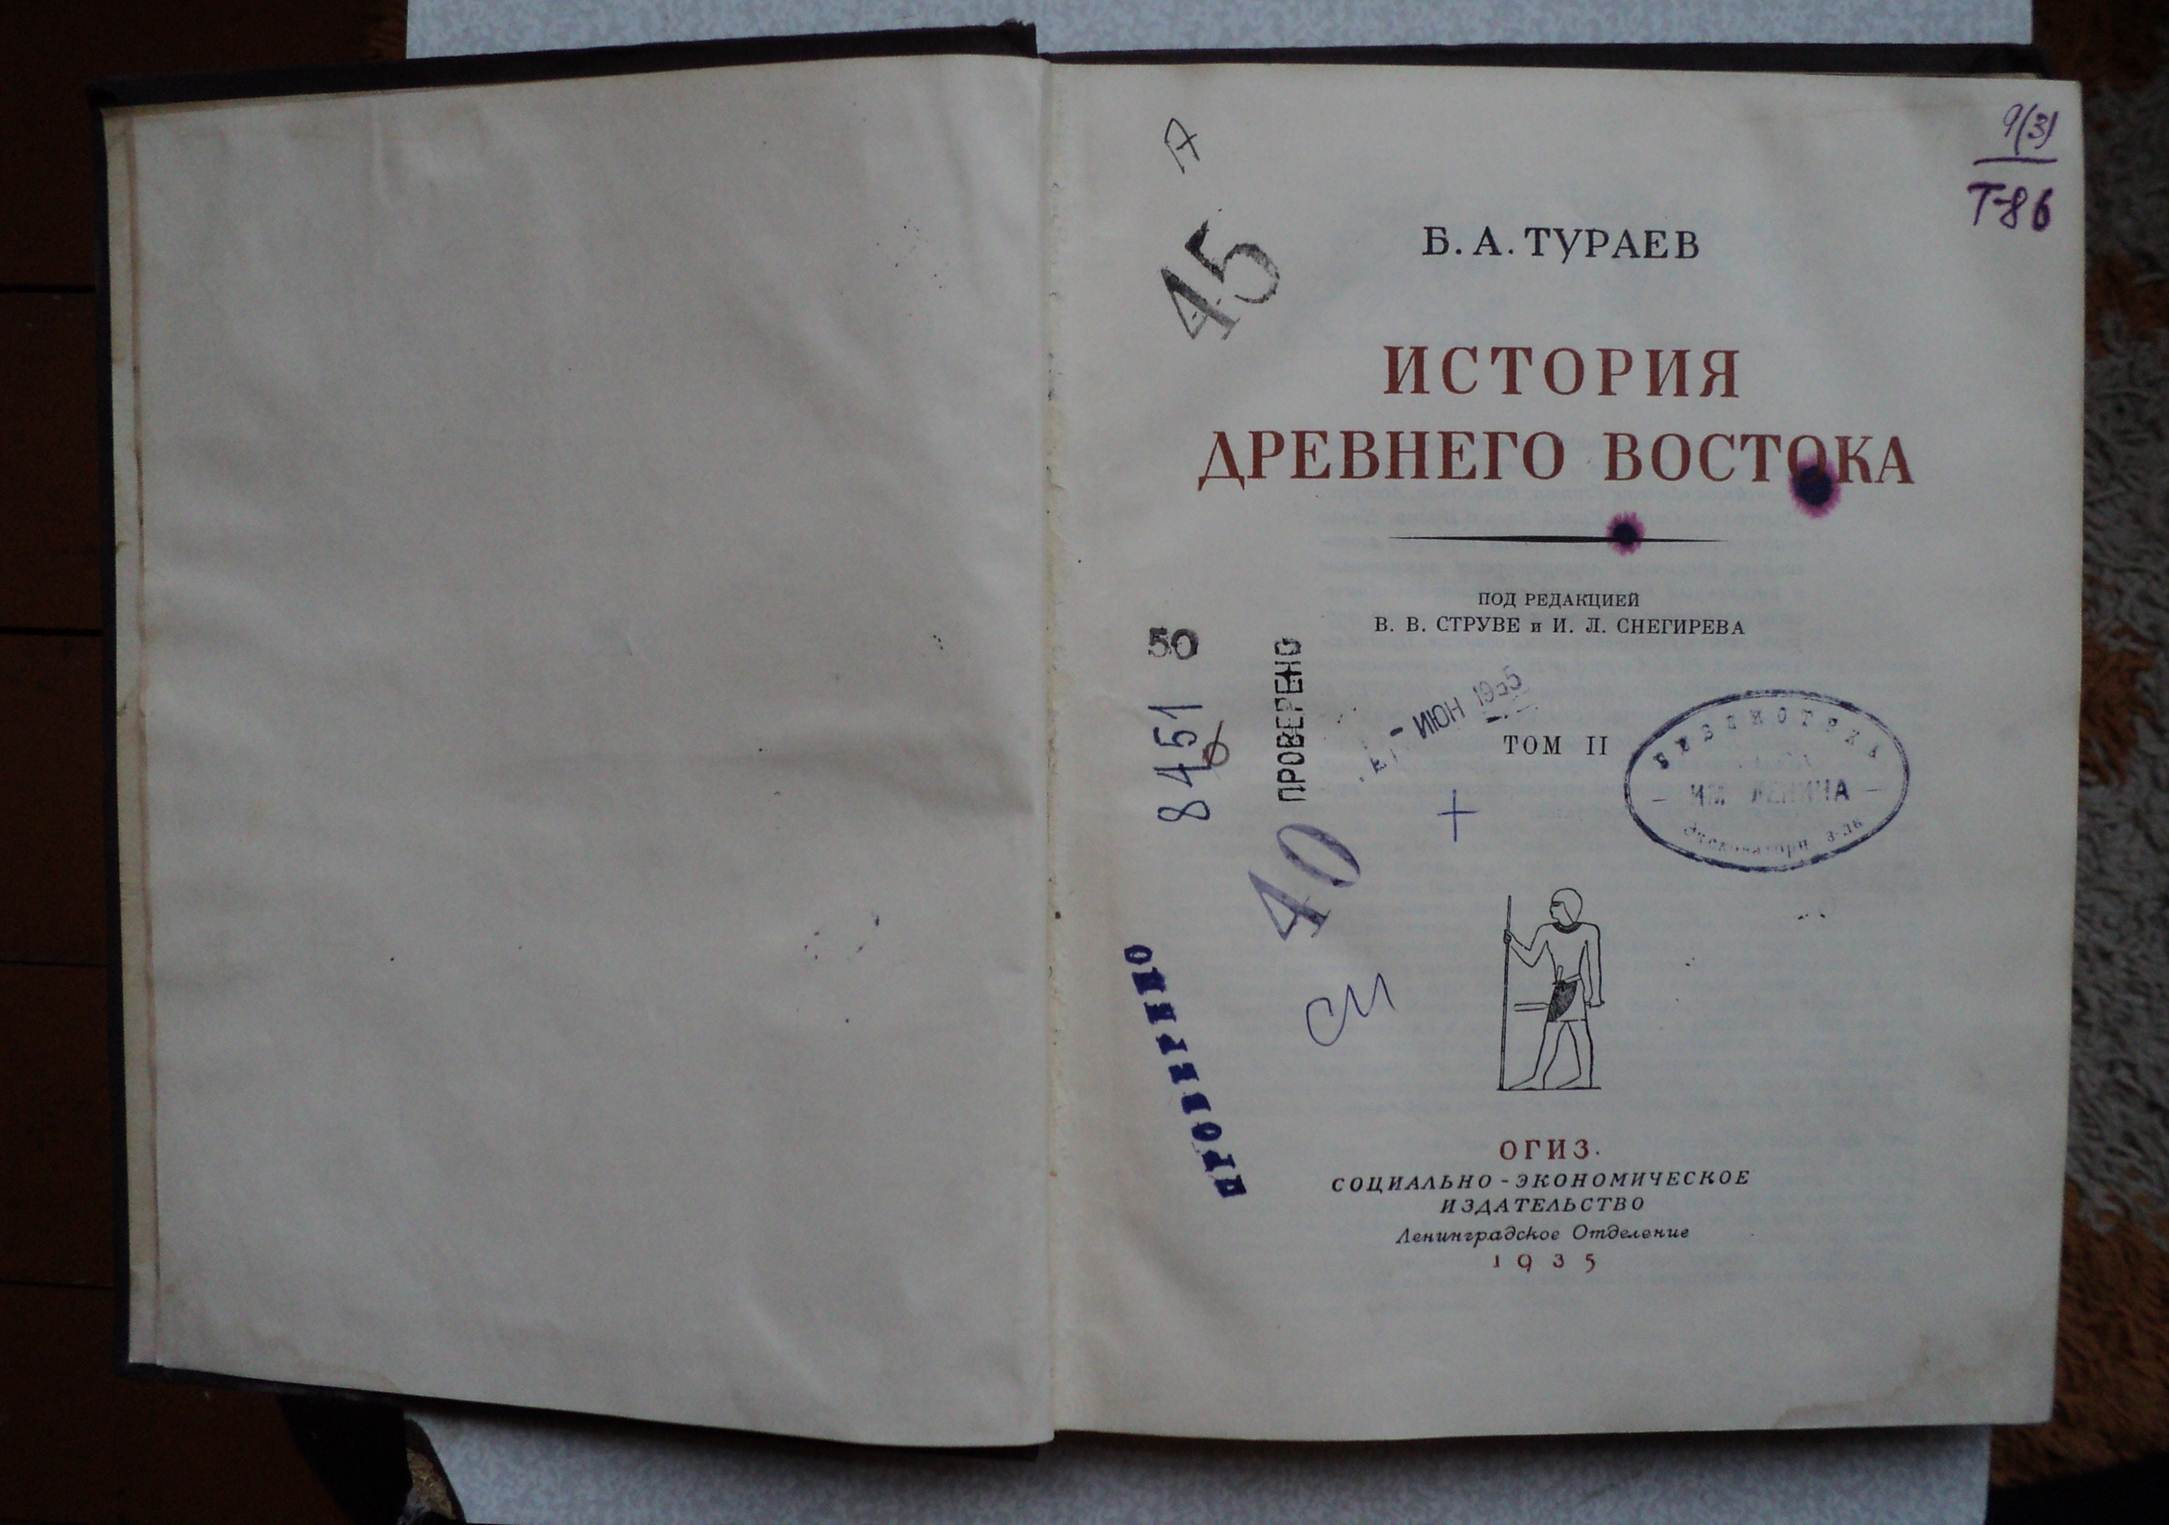 А
9(3)
Т-86
45
Б. А. ТУРАЕВ
ИСТОРИЯ
ДРЕВНЕГО ВОСТОКА
ПОД РЕДАКЦИЕЙ
В. В. СТРУВЕ и И. Л. СНЕГИРЕВА
50
8451
ПРОВЕРЕНО
ИЮН 1955
ТОМ II
БИБЛИОТЕКА
ИМ ЛЕНИНА
40
СИ
ПРОВЕРЕНО
ОГИЗ.
СОЦИАЛЬНО-ЭКОНОМИЧЕСКОЕ
ИЗДАТЕЛЬСТВО
Ленинградское Отделение
1935